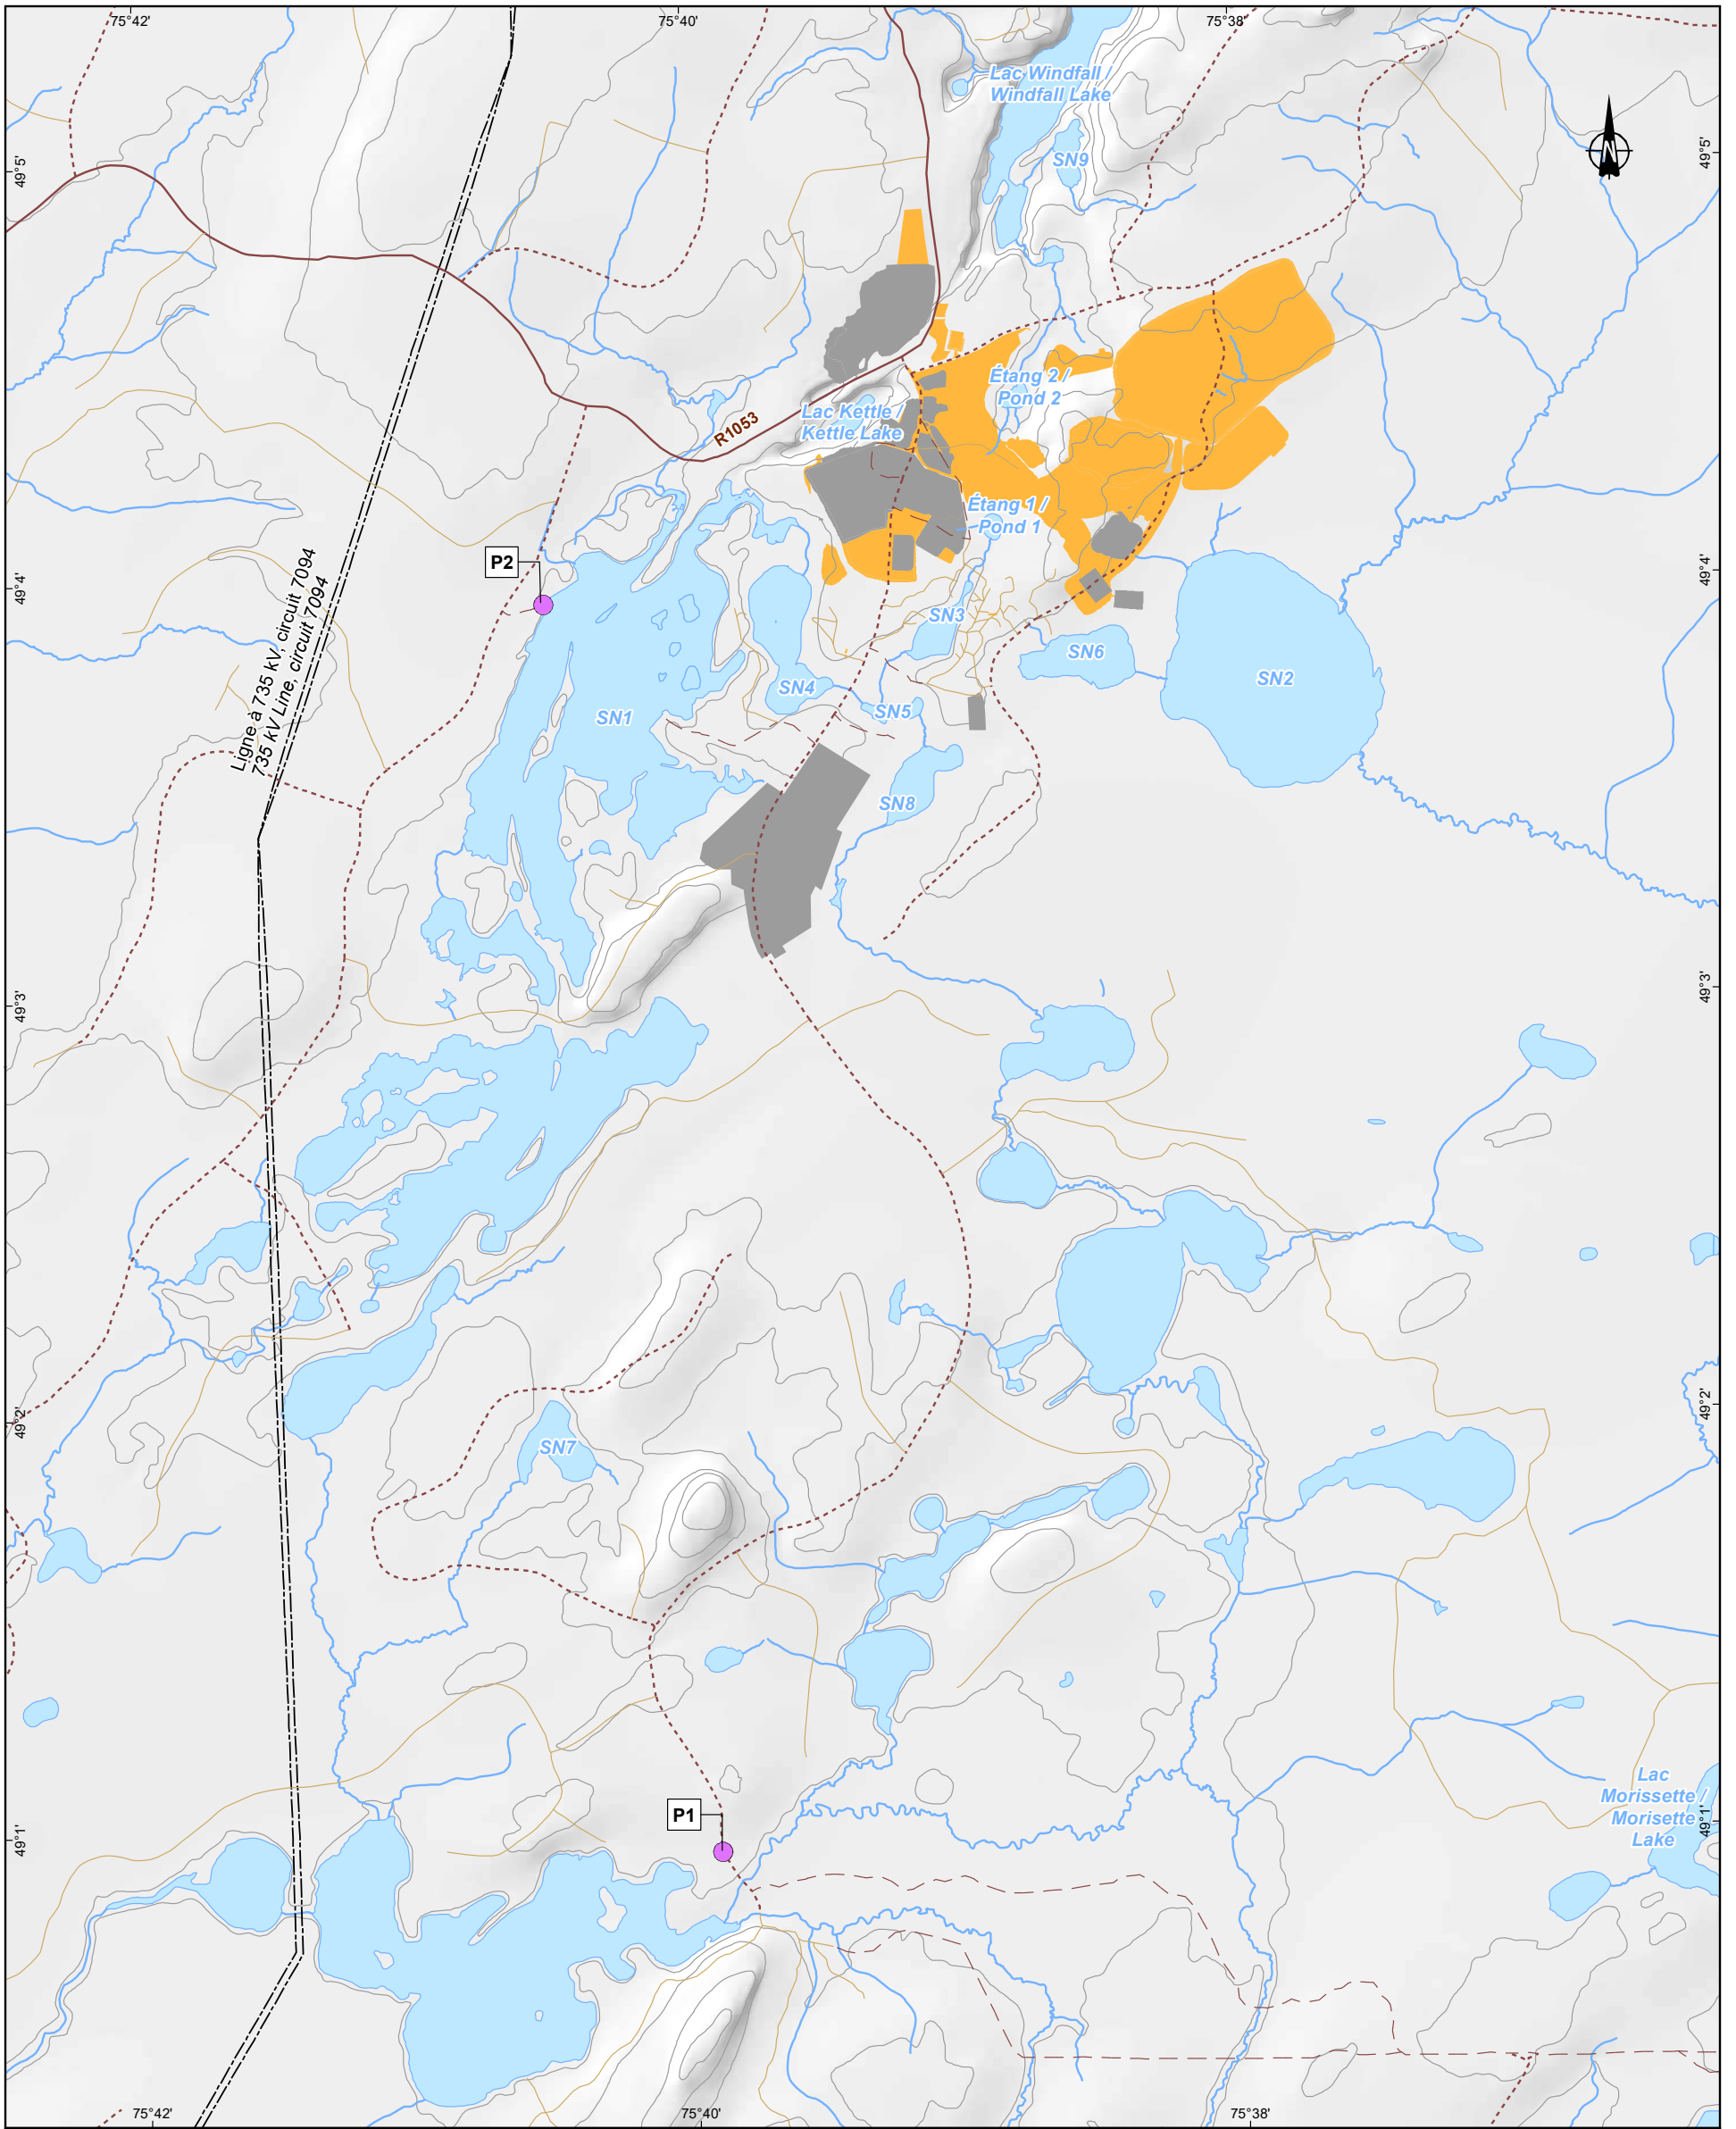 75°42'
75°40'
75°38'
Lac Windfall /
Windfall Lake
N
SN9
49°5'
49°5'
Étang 2 /
Pond 2
Lac Kettle /
Kettle Lake
R1053
Étang 1 /
Pond 1
P2
49°4'
49°4'
Ligne à 735 kV, circuit 7094
735 kV Line, circuit 7094
SN3
SN6
SN2
SN4
SN5
SN1
SN8
49°3'
49°3'
49°2'
49°2'
SN7
Lac
Morissette /
Morisette
Lake
P1
49°1'
49°1'
75°42'
75°40'
75°38'